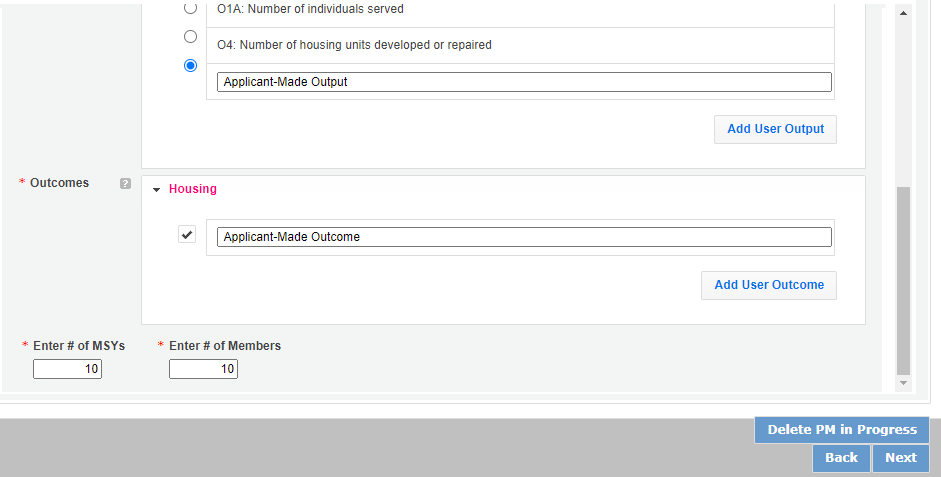 O1A: Number of individuals served
O4: Number of housing units developed or repaired
Applicant-Made Output
Add User Output
* Outcomes ?
Housing
Applicant-Made Outcome
Add User Outcome
* Enter # of MSYs * Enter # of Members
10 10
Delete PM in Progress
Back Next